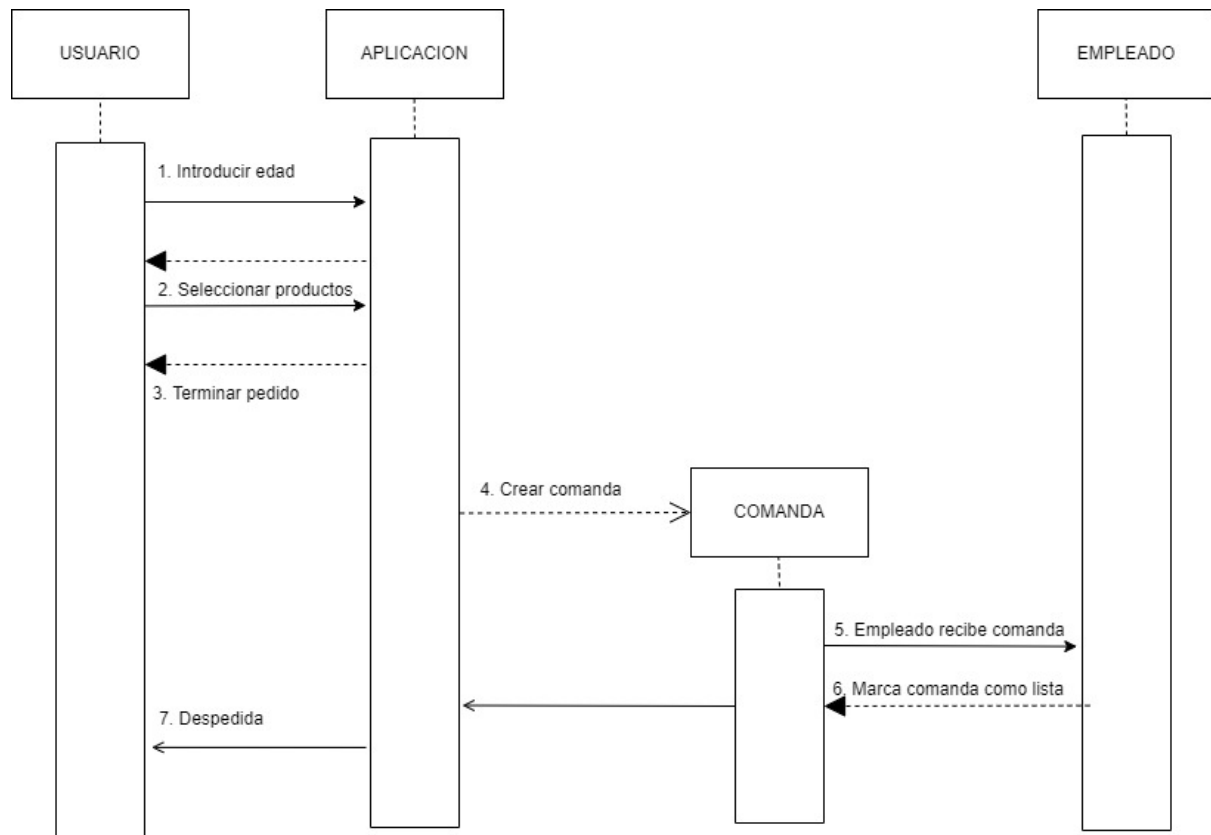 USUARIO
APLICACION
EMPLEADO
1. Introducir edad
2. Seleccionar productos
3. Terminar pedido
4. Crear comanda
COMANDA
5. Empleado recibe comanda
6. Marca comanda como lista
7. Despedida